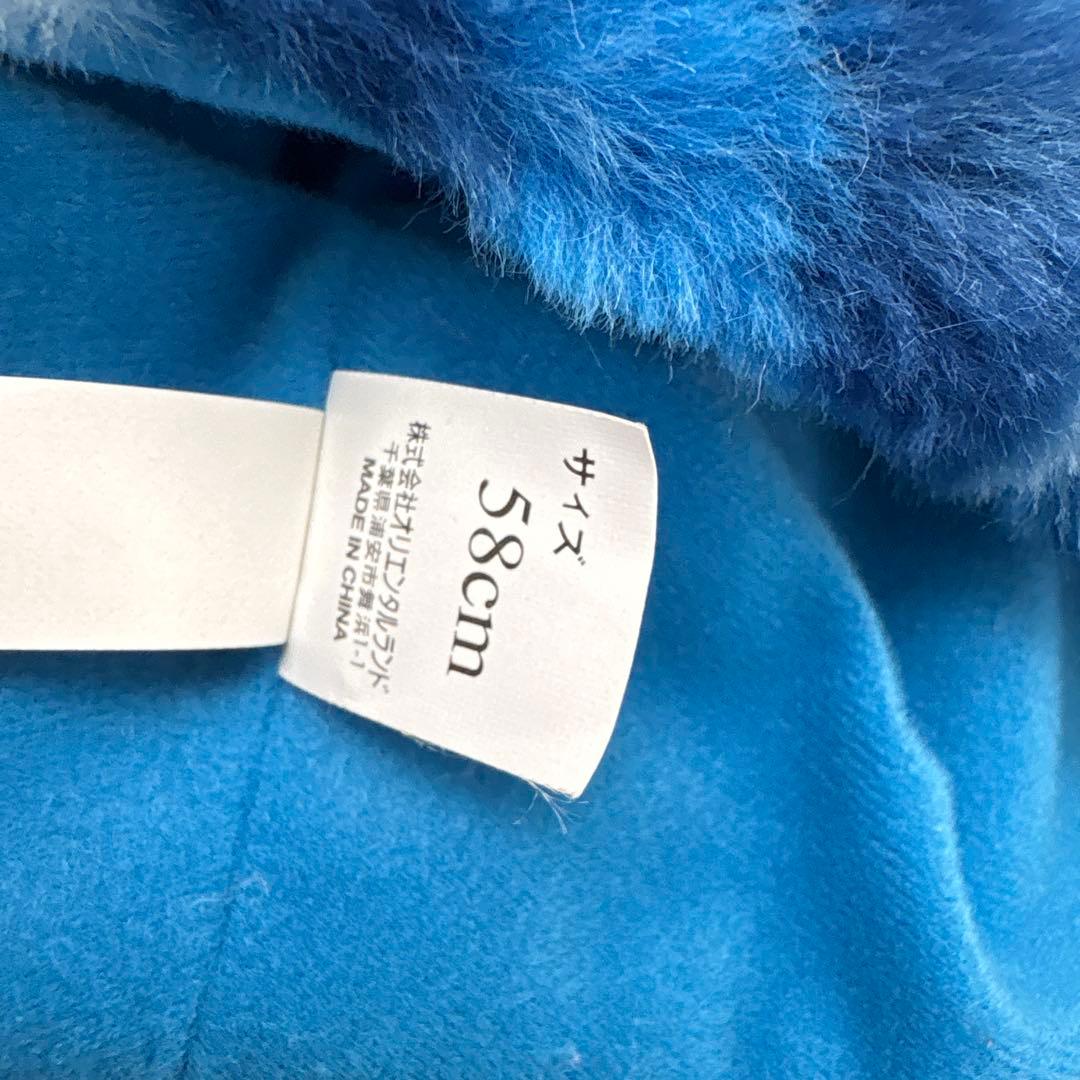 サイズ
58cm
株式会社オリエンタルランド
千葉県浦安市舞浜1-1
MADE IN CHINA